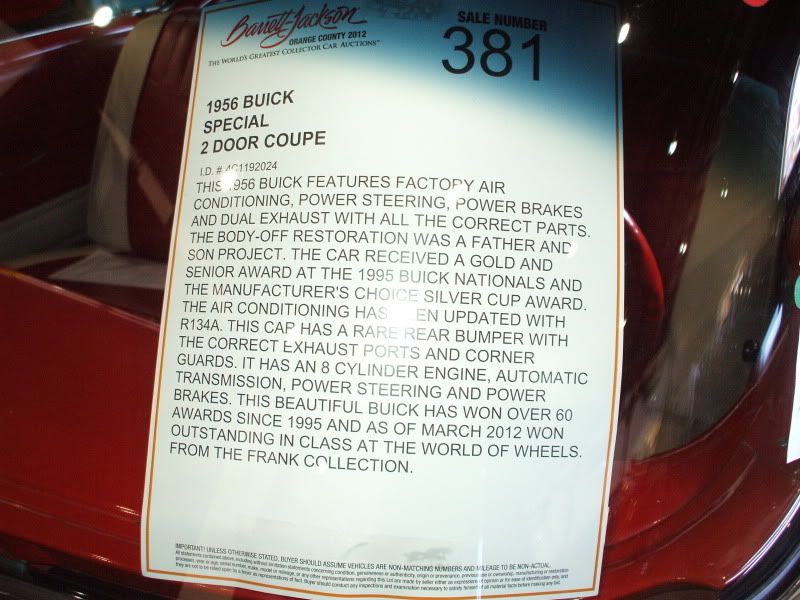 Barrett-Jackson
ORANGE COUNTY 2012
THE WORLD'S GREATEST COLLECTOR CAR AUCTIONS™
SALE NUMBER
381
1956 BUICK
SPECIAL
2 DOOR COUPE
I.D. # 4C1192024
THIS 1956 BUICK FEATURES FACTORY AIR
CONDITIONING, POWER STEERING, POWER BRAKES
AND DUAL EXHAUST WITH ALL THE CORRECT PARTS.
THE BODY-OFF RESTORATION WAS A FATHER AND
SON PROJECT. THE CAR RECEIVED A GOLD AND
SENIOR AWARD AT THE 1995 BUICK NATIONALS AND
THE MANUFACTURER'S CHOICE SILVER CUP AWARD.
THE AIR CONDITIONING HAS BEEN UPDATED WITH
R134A. THIS CAR HAS A RARE REAR BUMPER WITH
THE CORRECT EXHAUST PORTS AND CORNER
GUARDS. IT HAS AN 8 CYLINDER ENGINE, AUTOMATIC
TRANSMISSION, POWER STEERING AND POWER
BRAKES. THIS BEAUTIFUL BUICK HAS WON OVER 60
AWARDS SINCE 1995 AND AS OF MARCH 2012 WON
OUTSTANDING IN CLASS AT THE WORLD OF WHEELS.
FROM THE FRANK COLLECTION.
IMPORTANT! UNLESS OTHERWISE STATED, BUYER SHOULD ASSUME VEHICLES ARE NON-MATCHING NUMBERS AND MILEAGE TO BE NON-ACTUAL.